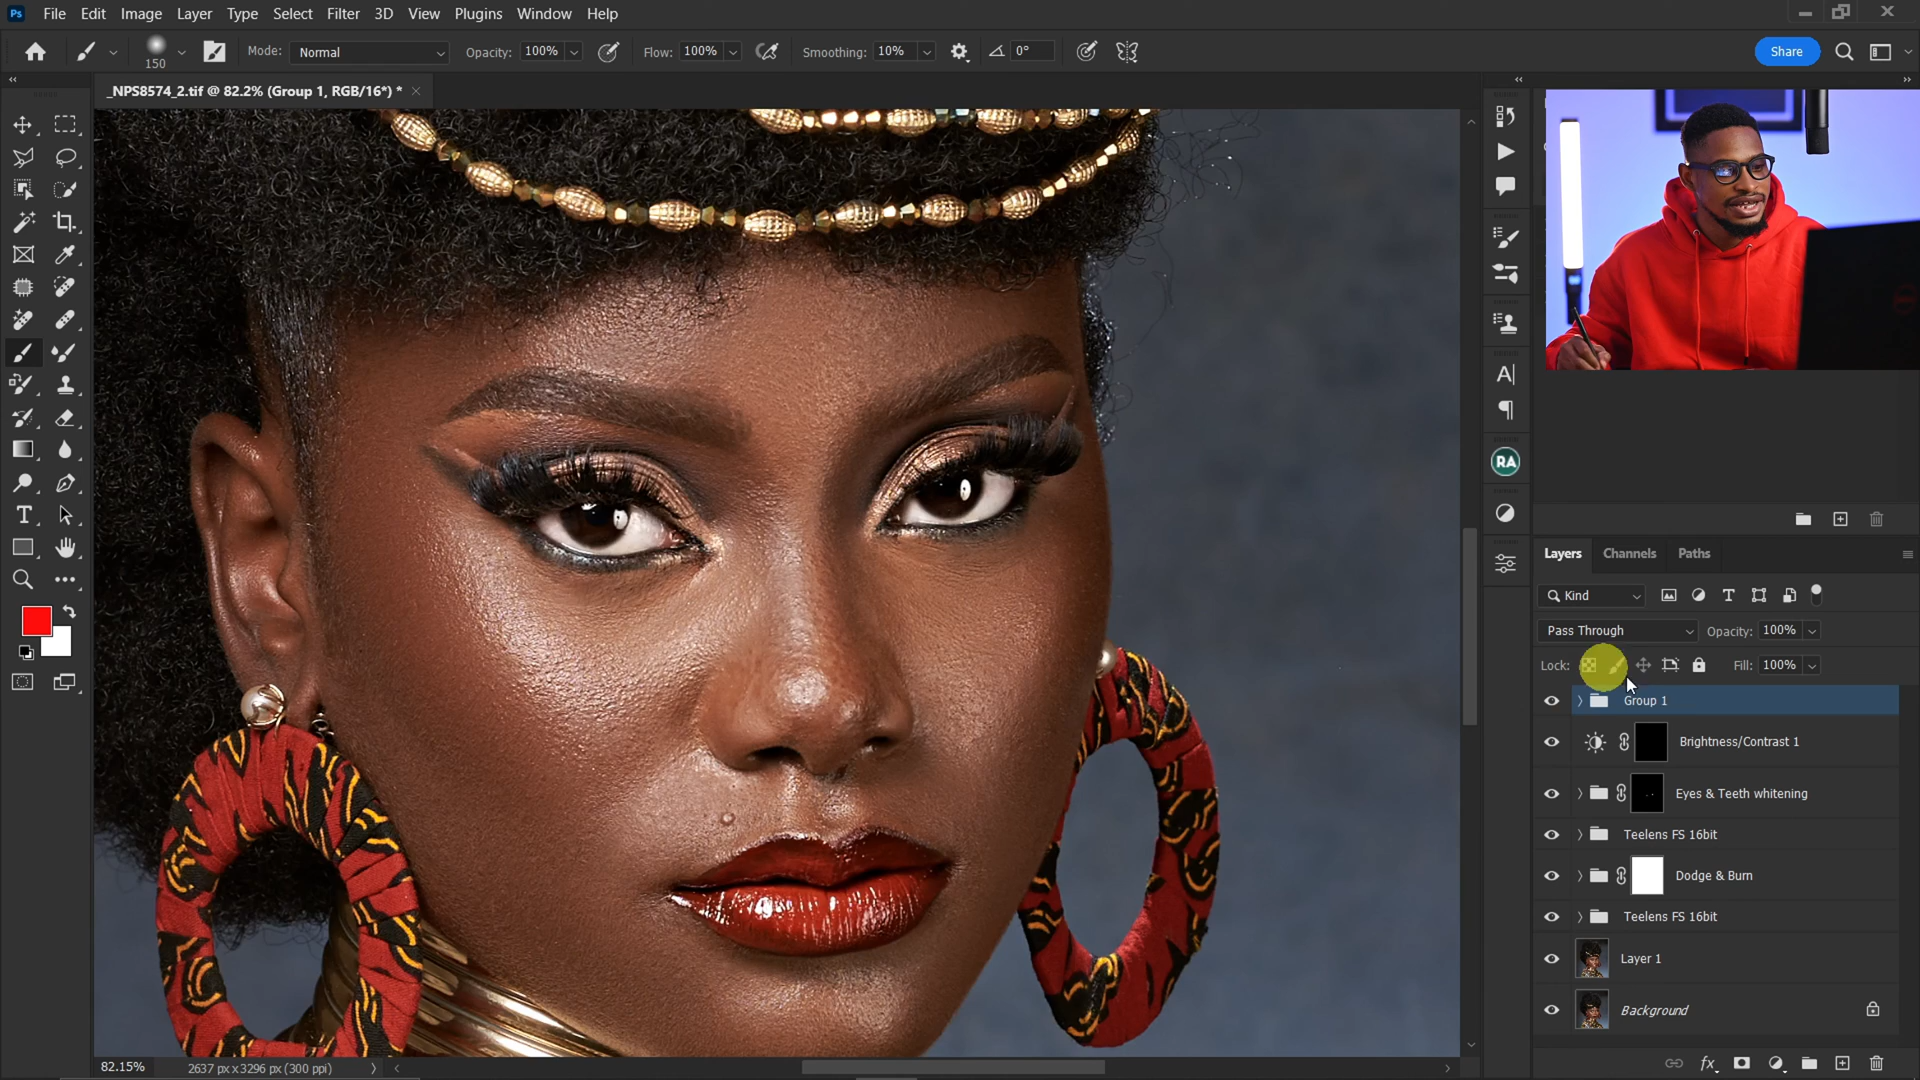 Ps File Edit Image Layer Type Select Filter 3D View Plugins Window Help
150 Mode: Normal Opacity: 100% Flow: 100% Smoothing: 10% 0° Share
_NPS8574_2.tif @ 82.2% (Group 1, RGB/16*) *
RA
Layers Channels Paths
Kind
Pass Through Opacity: 100%
Lock: Fill: 100%
Group 1
Brightness/Contrast 1
Eyes & Teeth whitening
Teelens FS 16bit
Dodge & Burn
Teelens FS 16bit
Layer 1
Background
82.15% 2637 px x 3296 px (300 ppi)
fx